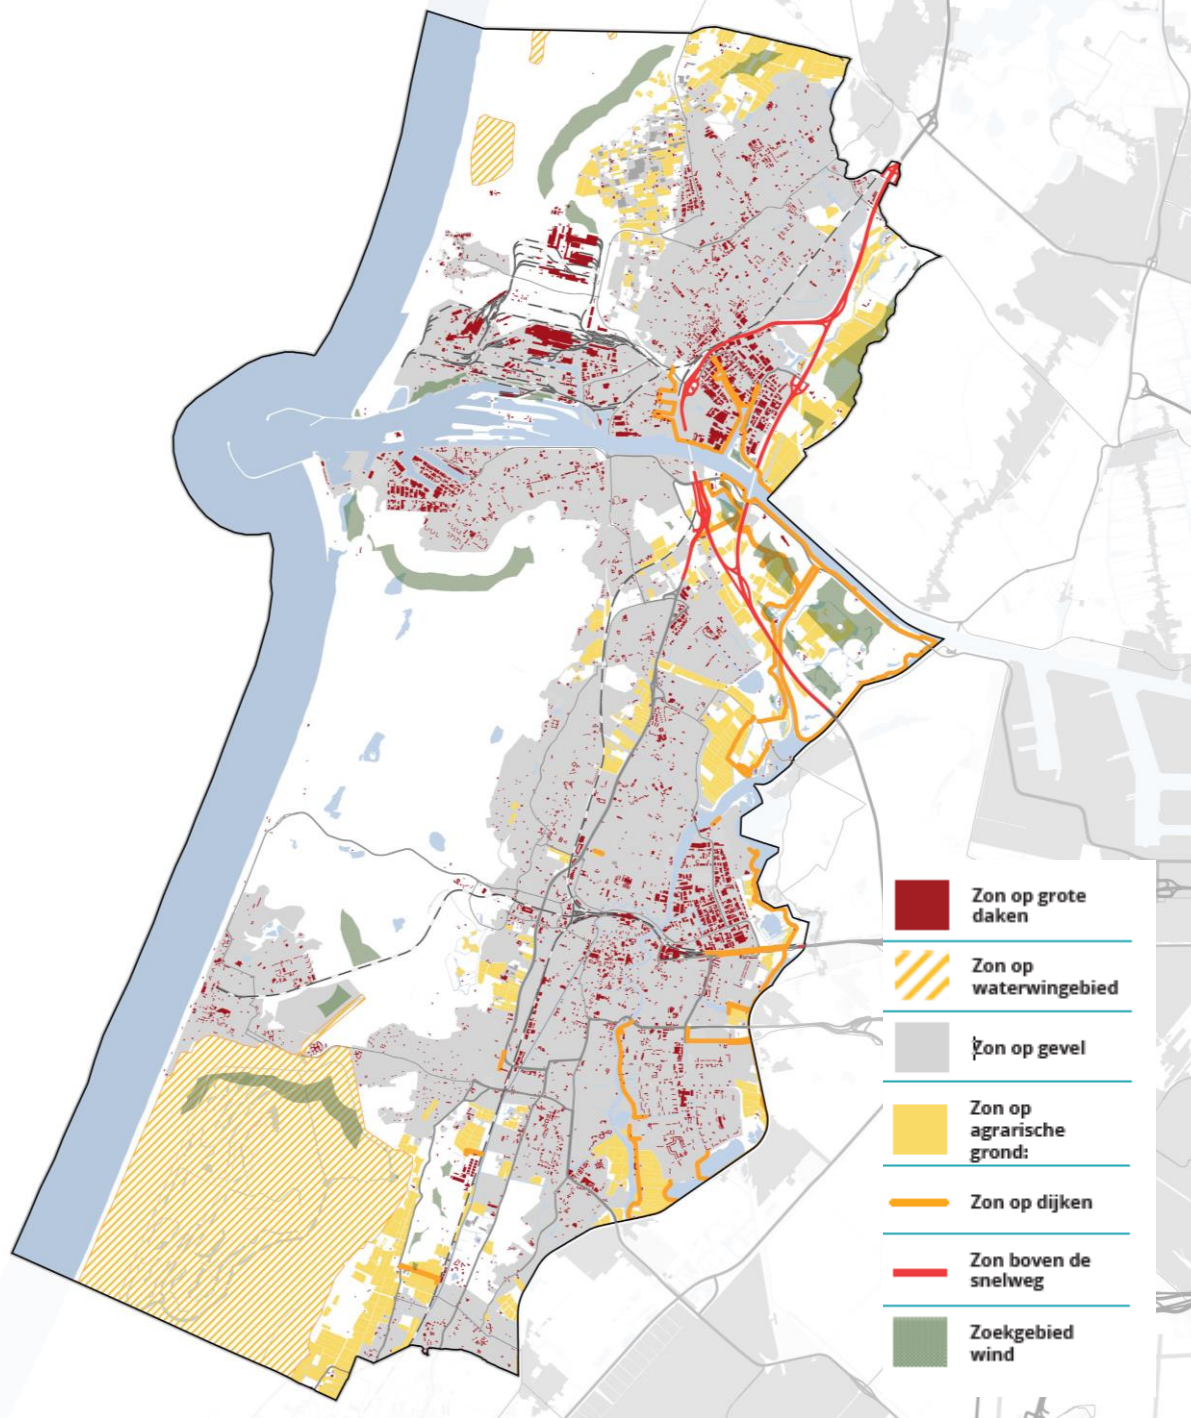 Zon op grote
daken
Zon op
waterwingebied
Zon op gevel
Zon op
agrarische
grond:
Zon op dijken
Zon boven de
snelweg
Zoekgebied
wind